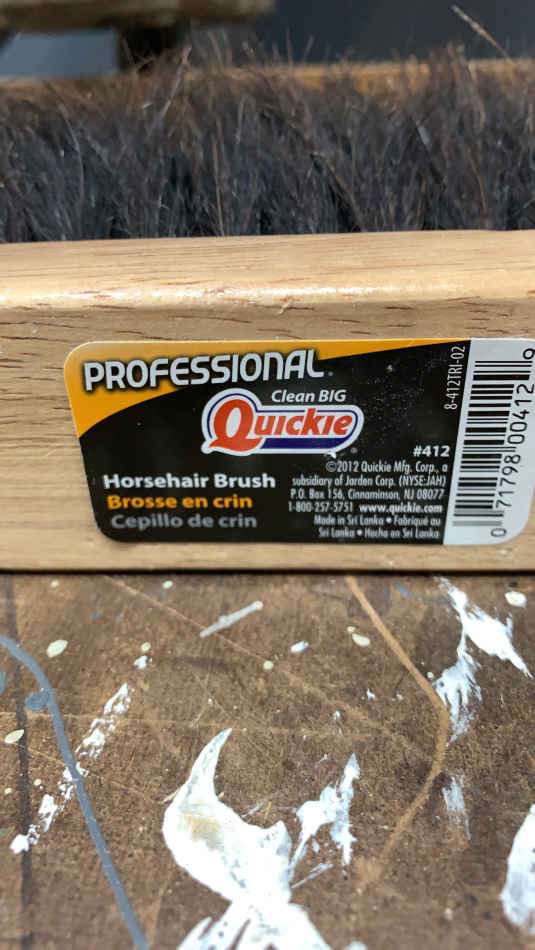 PROFESSIONAL
Clean BIG
Quickie
Horsehair Brush
Brosse en crin
Cepillo de crin
#412
©2012 Quickie Mfg. Corp., a
subsidiary of Jarden Corp. (NYSE:JAH)
P.O. Box 156, Cinnaminson, NJ 08077
1-800-257-5751 www.quickie.com
Made in Sri Lanka • Fabriqué au
Sri Lanka • Hecho en Sri Lanka
8-412TRI-02
0 71798 00412 9